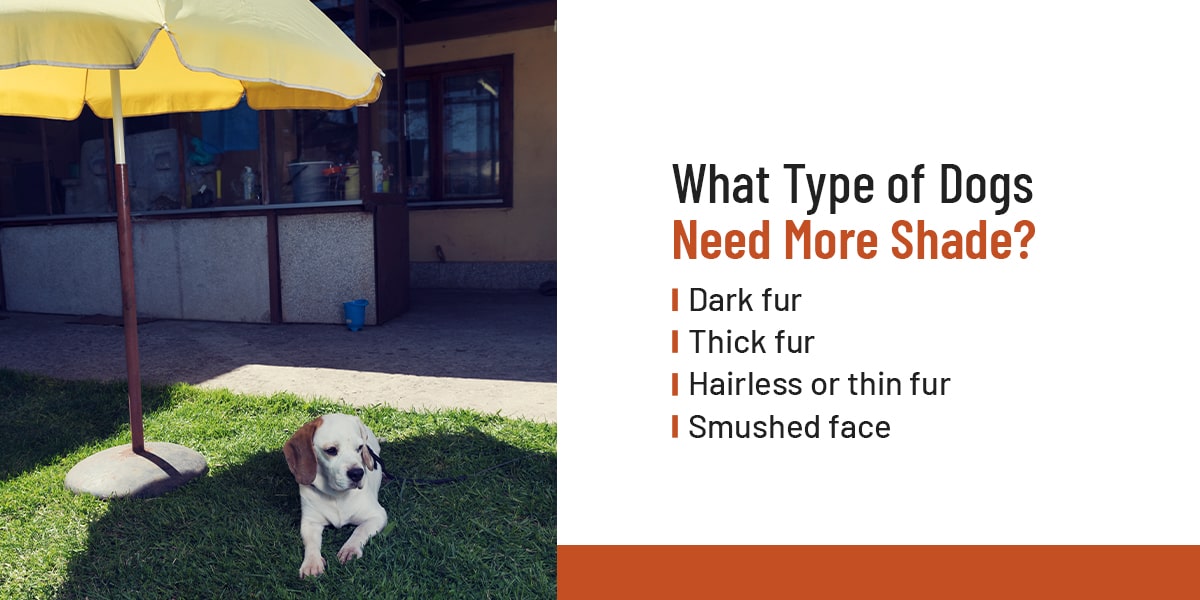 What Type of Dogs
Need More Shade?
Dark fur
Thick fur
Hairless or thin fur
Smushed face